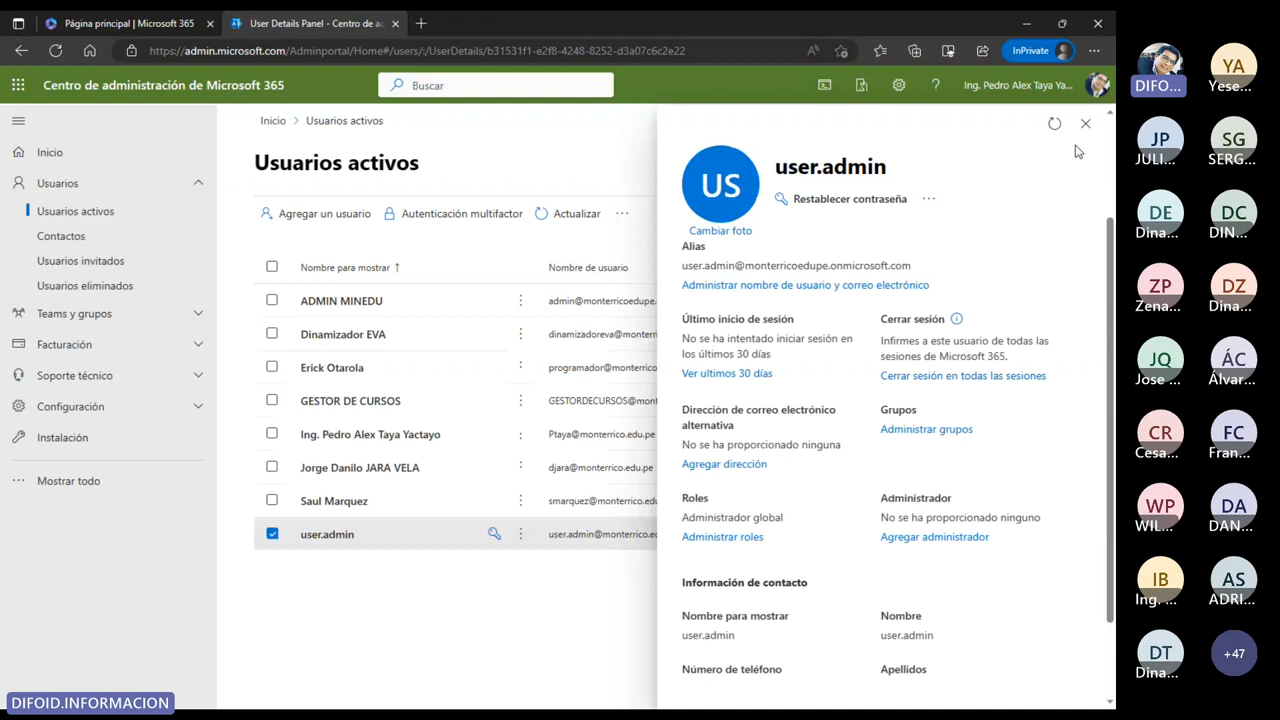 Página principal | Microsoft 365
User Details Panel - Centro de ac
https://admin.microsoft.com/Adminportal/Home#/users/:/UserDetails/b31531f1-e2f8-4248-8252-d3a07c6c2e22
InPrivate
Centro de administración de Microsoft 365
Buscar
Ing. Pedro Alex Taya Ya...
Inicio
Usuarios
Usuarios activos
Contactos
Usuarios invitados
Usuarios eliminados
Teams y grupos
Facturación
Soporte técnico
Configuración
Instalación
Mostrar todo
Inicio > Usuarios activos
Usuarios activos
Agregar un usuario
Autenticación multifactor
Actualizar
Nombre para mostrar ↑
Nombre de usuario
ADMIN MINEDU
admin@monterricoedupe.
Dinamizador EVA
dinamizadoreva@monterri
Erick Otarola
programador@monterrico.
GESTOR DE CURSOS
GESTORDECURSOS@mont
Ing. Pedro Alex Taya Yactayo
Ptaya@monterrico.edu.pe
Jorge Danilo JARA VELA
djara@monterrico.edu.pe
Saul Marquez
smarquez@monterrico.edu
user.admin
user.admin@monterrico.e
US
Cambiar foto
user.admin
Restablecer contraseña
Alias
user.admin@monterricoedupe.onmicrosoft.com
Administrar nombre de usuario y correo electrónico
Último inicio de sesión
No se ha intentado iniciar sesión en
los últimos 30 días
Ver ultimos 30 días
Cerrar sesión
Infirmes a este usuario de todas las
sesiones de Microsoft 365.
Cerrar sesión en todas las sesiones
Dirección de correo electrónico
alternativa
No se ha proporcionado ninguna
Agregar dirección
Grupos
Administrar grupos
Roles
Administrador global
Administrar roles
Administrador
No se ha proporcionado ninguno
Agregar administrador
Información de contacto
Nombre para mostrar
user.admin
Nombre
user.admin
Número de teléfono
Apellidos
DIFO...
YA
Yese...
JP
JULI...
SG
SERG...
DE
Dina...
DC
DIN...
ZP
Zena...
DZ
Dina...
JQ
Jose ...
ÁC
Álvar...
CR
Cesa...
FC
Fran...
WP
WIL...
DA
DAN...
IB
Ing. ...
AS
ADRI...
DT
Dina...
+47
DIFOID.INFORMACION